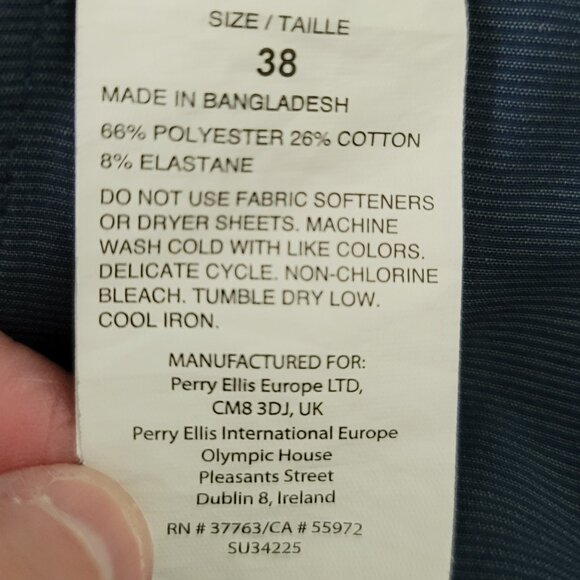 SIZE / TAILLE
38
MADE IN BANGLADESH
66% POLYESTER 26% COTTON
8% ELASTANE
DO NOT USE FABRIC SOFTENERS
OR DRYER SHEETS. MACHINE
WASH COLD WITH LIKE COLORS.
DELICATE CYCLE. NON-CHLORINE
BLEACH. TUMBLE DRY LOW.
COOL IRON.
MANUFACTURED FOR:
Perry Ellis Europe LTD,
CM8 3DJ, UK
Perry Ellis International Europe
Olympic House
Pleasants Street
Dublin 8, Ireland
RN # 37763/CA # 55972
SU34225